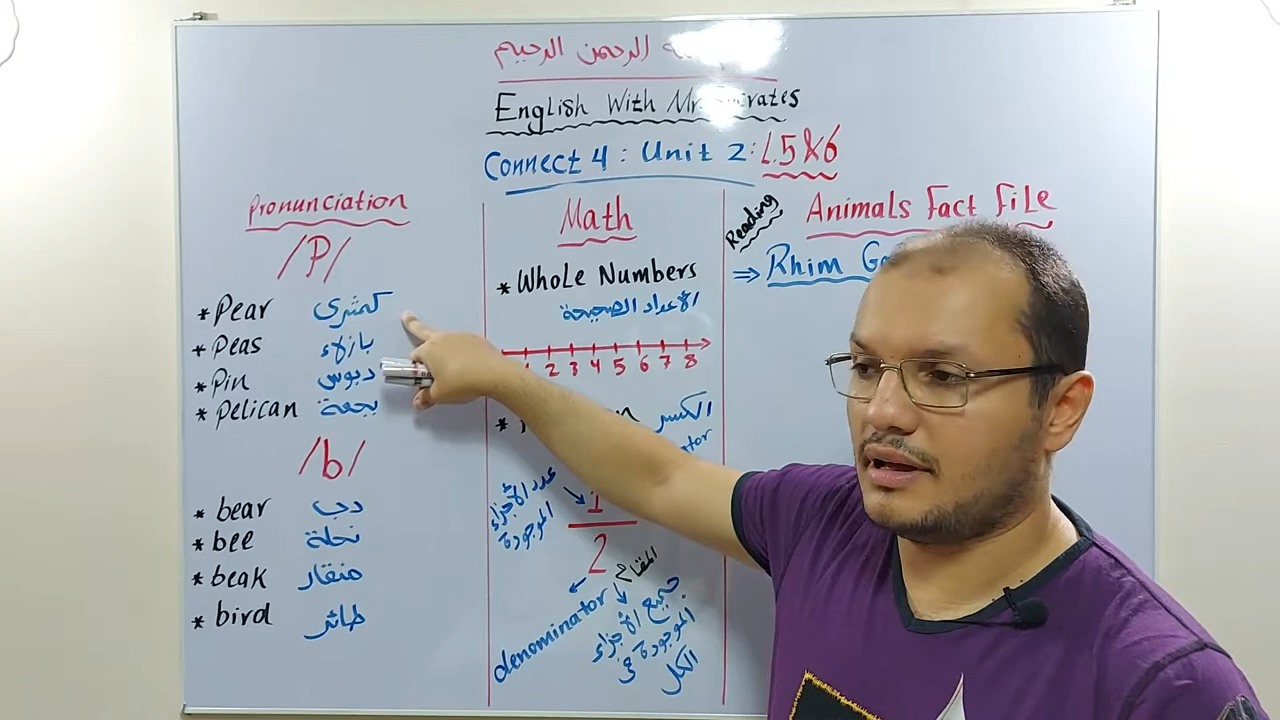 الرحمن الرحيم
English With Mr.
Connect 4 : Unit 2: L.5&6
Pronunciation
/P/
*Pear كمثرى
*Peas بازلاء
*Pin دبوس
*Pelican بجعة
/b/
*bear دب
*bee نحلة
*beak منقار
*bird طائر
Math
*Whole Numbers
الأعداد الصحيحة
2 3 4 5 6 7 8
الكسر
1
عدد الأجزاء
الموجودة
2
المقام
denominator
جميع الأجزاء
الموجودة في
الكل
Reading
Animals Fact File
⇒ Rhim